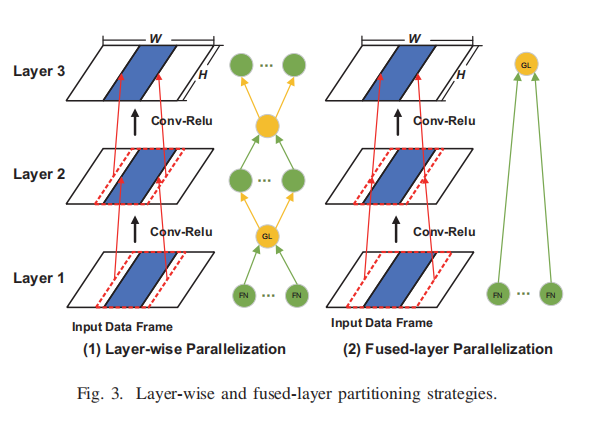 W
W
Layer 3
...
GL
H
H
Conv-Relu
Conv-Relu
Layer 2
...
Conv-Relu
GL
Conv-Relu
Layer 1
FN ... FN
FN ... FN
Input Data Frame
Input Data Frame
(1) Layer-wise Parallelization
(2) Fused-layer Parallelization
Fig. 3. Layer-wise and fused-layer partitioning strategies.